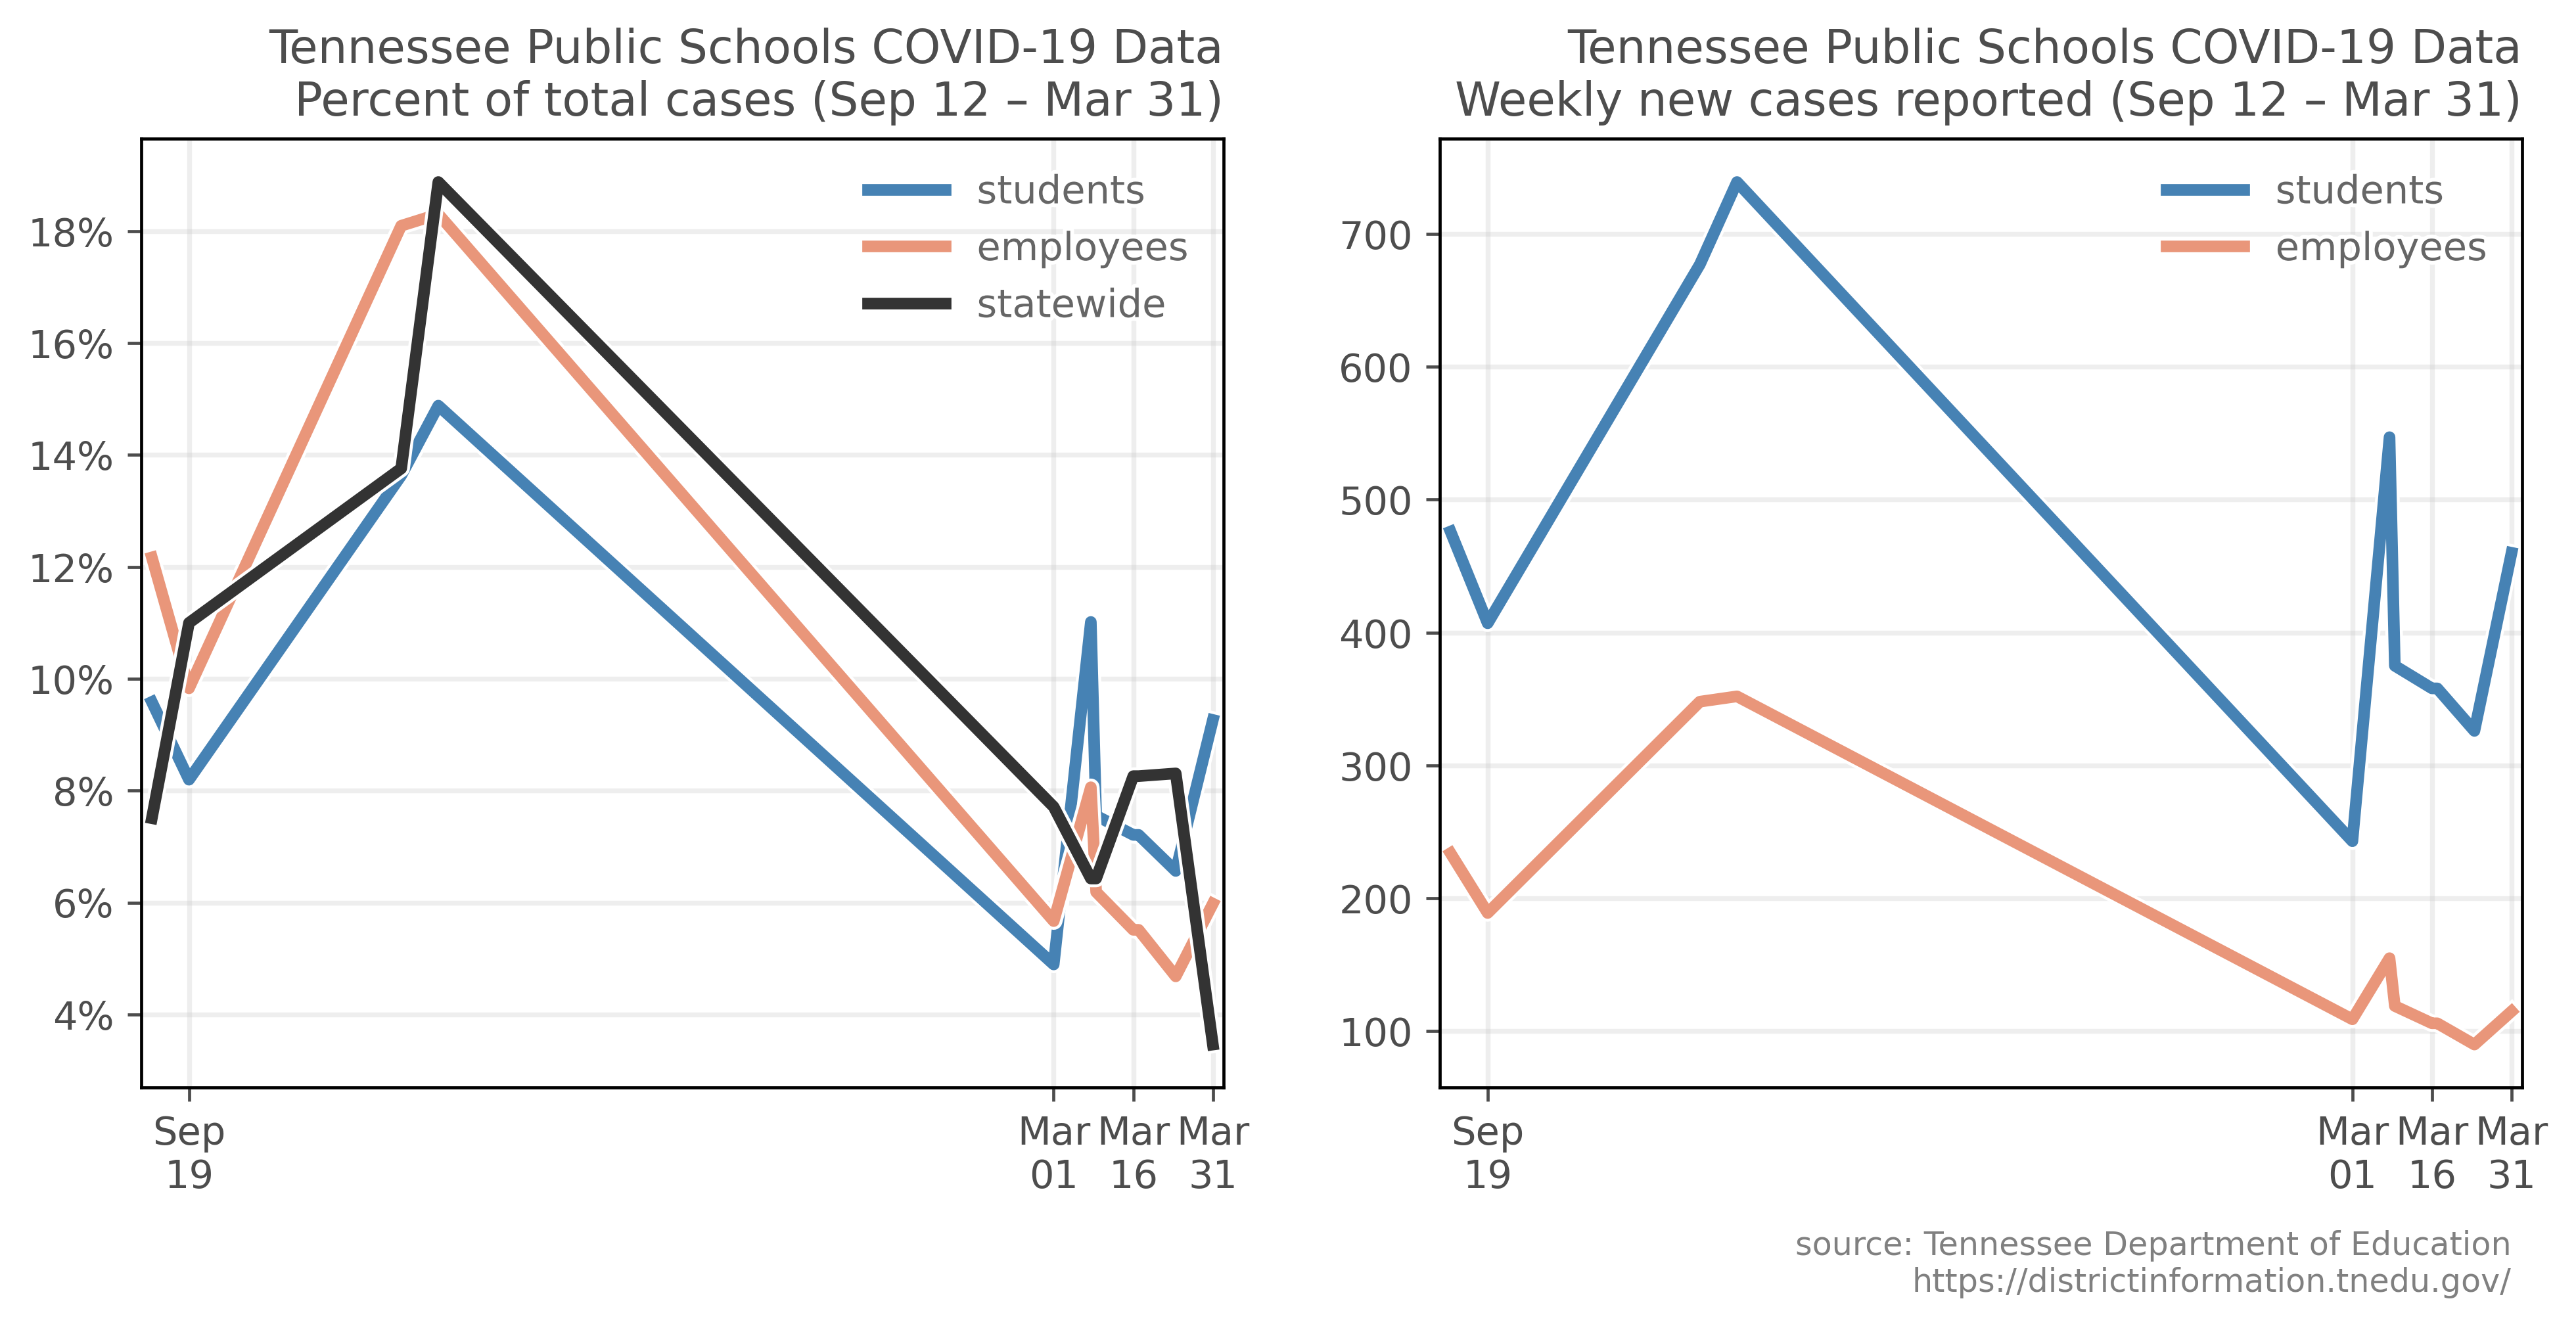 Tennessee Public Schools COVID-19 Data
Percent of total cases (Sep 12 – Mar 31)
18%
16%
14%
12%
10%
8%
6%
4%
students
employees
statewide
Sep
19
Mar
01
Mar
16
Mar
31
Tennessee Public Schools COVID-19 Data
Weekly new cases reported (Sep 12 – Mar 31)
700
600
500
400
300
200
100
students
employees
Sep
19
Mar
01
Mar
16
Mar
31
source: Tennessee Department of Education
https://districtinformation.tnedu.gov/